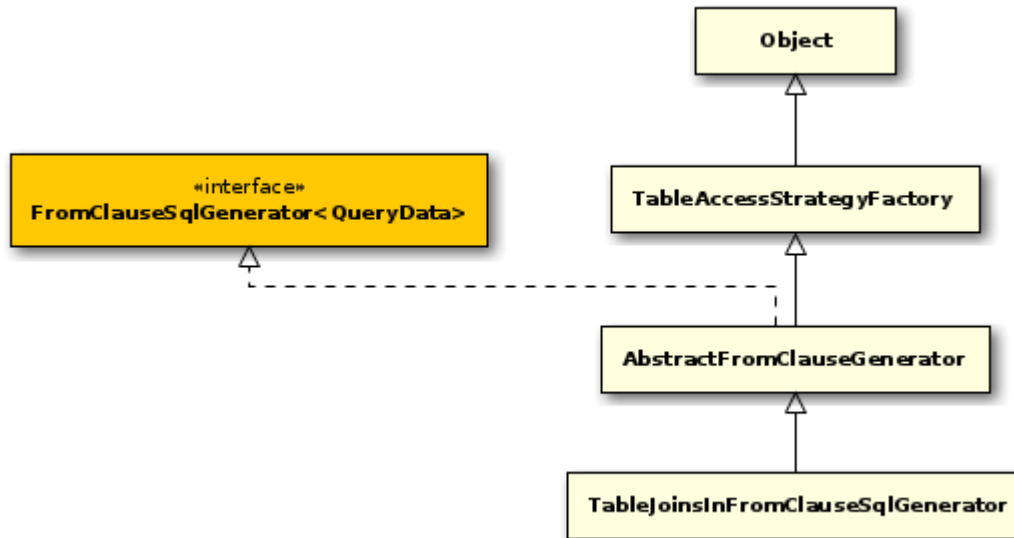 Object
«interface»
FromClauseSqlGenerator<QueryData>
TableAccessStrategyFactory
AbstractFromClauseGenerator
TableJoinsInFromClauseSqlGenerator